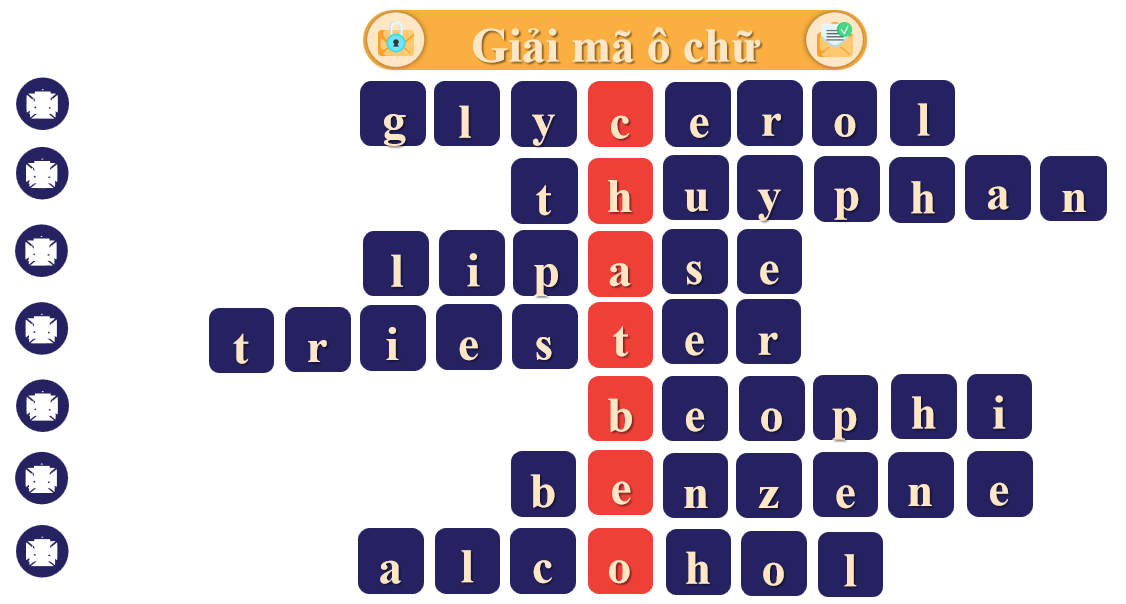 Giải mã ô chữ
glycerol
thuyphan
lipase
triester
beophi
benzene
alcohol